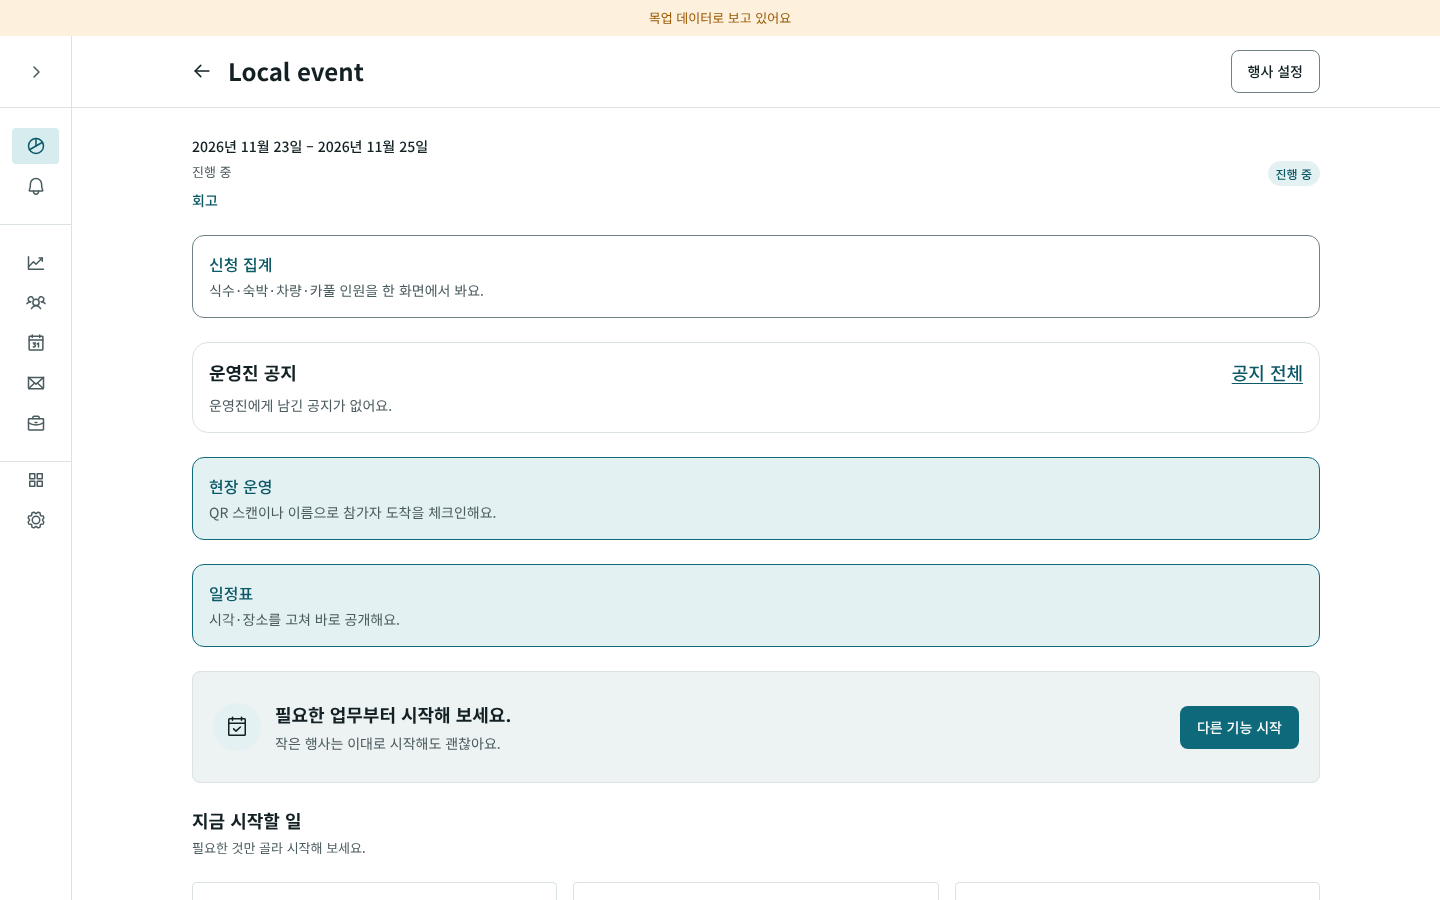 목업 데이터로 보고 있어요
Local event
행사 설정
2026년 11월 23일 – 2026년 11월 25일
진행 중
진행 중
회고
신청 집계
식수·숙박·차량·카풀 인원을 한 화면에서 봐요.
운영진 공지
공지 전체
운영진에게 남긴 공지가 없어요.
현장 운영
QR 스캔이나 이름으로 참가자 도착을 체크인해요.
일정표
시각·장소를 고쳐 바로 공개해요.
필요한 업무부터 시작해 보세요.
작은 행사는 이대로 시작해도 괜찮아요.
다른 기능 시작
지금 시작할 일
필요한 것만 골라 시작해 보세요.
31